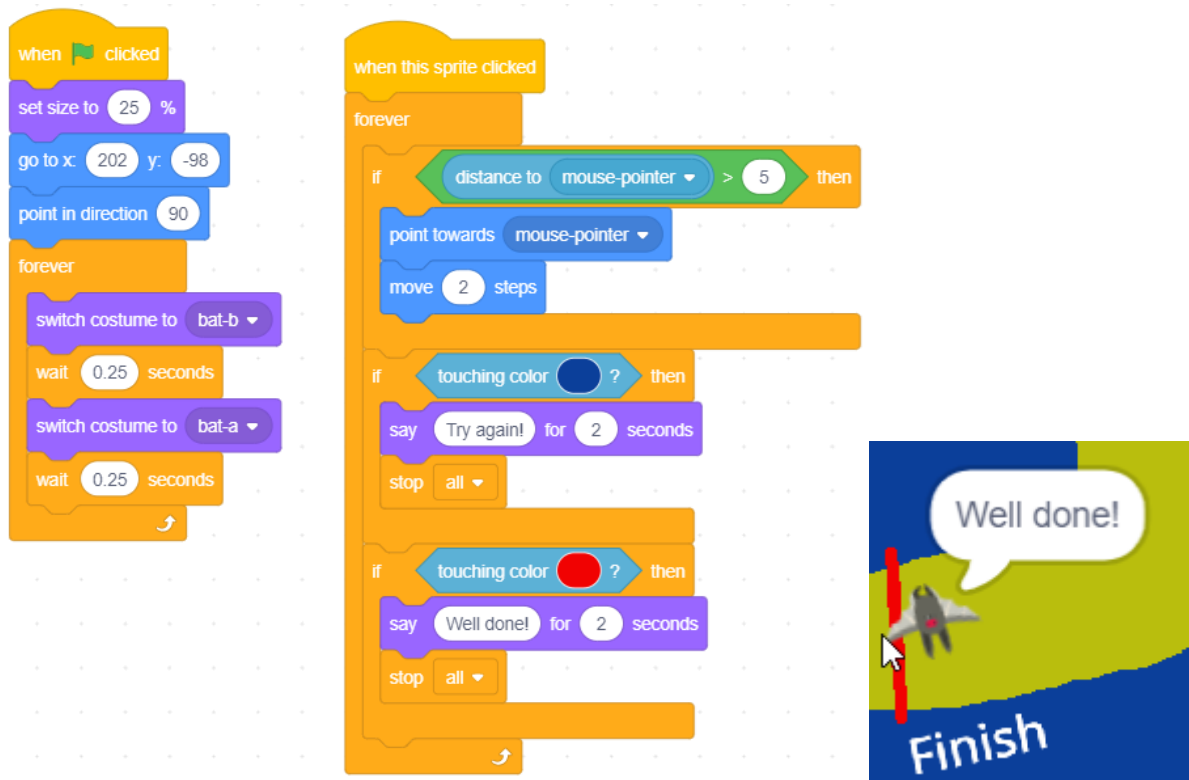 when clicked
set size to 25 %
go to x: 202 y: -98
point in direction 90
forever
switch costume to bat-b
wait 0.25 seconds
switch costume to bat-a
wait 0.25 seconds
when this sprite clicked
forever
if distance to mouse-pointer > 5 then
point towards mouse-pointer
move 2 steps
if touching color ? then
say Try again! for 2 seconds
stop all
if touching color ? then
say Well done! for 2 seconds
stop all
Well done!
Finish